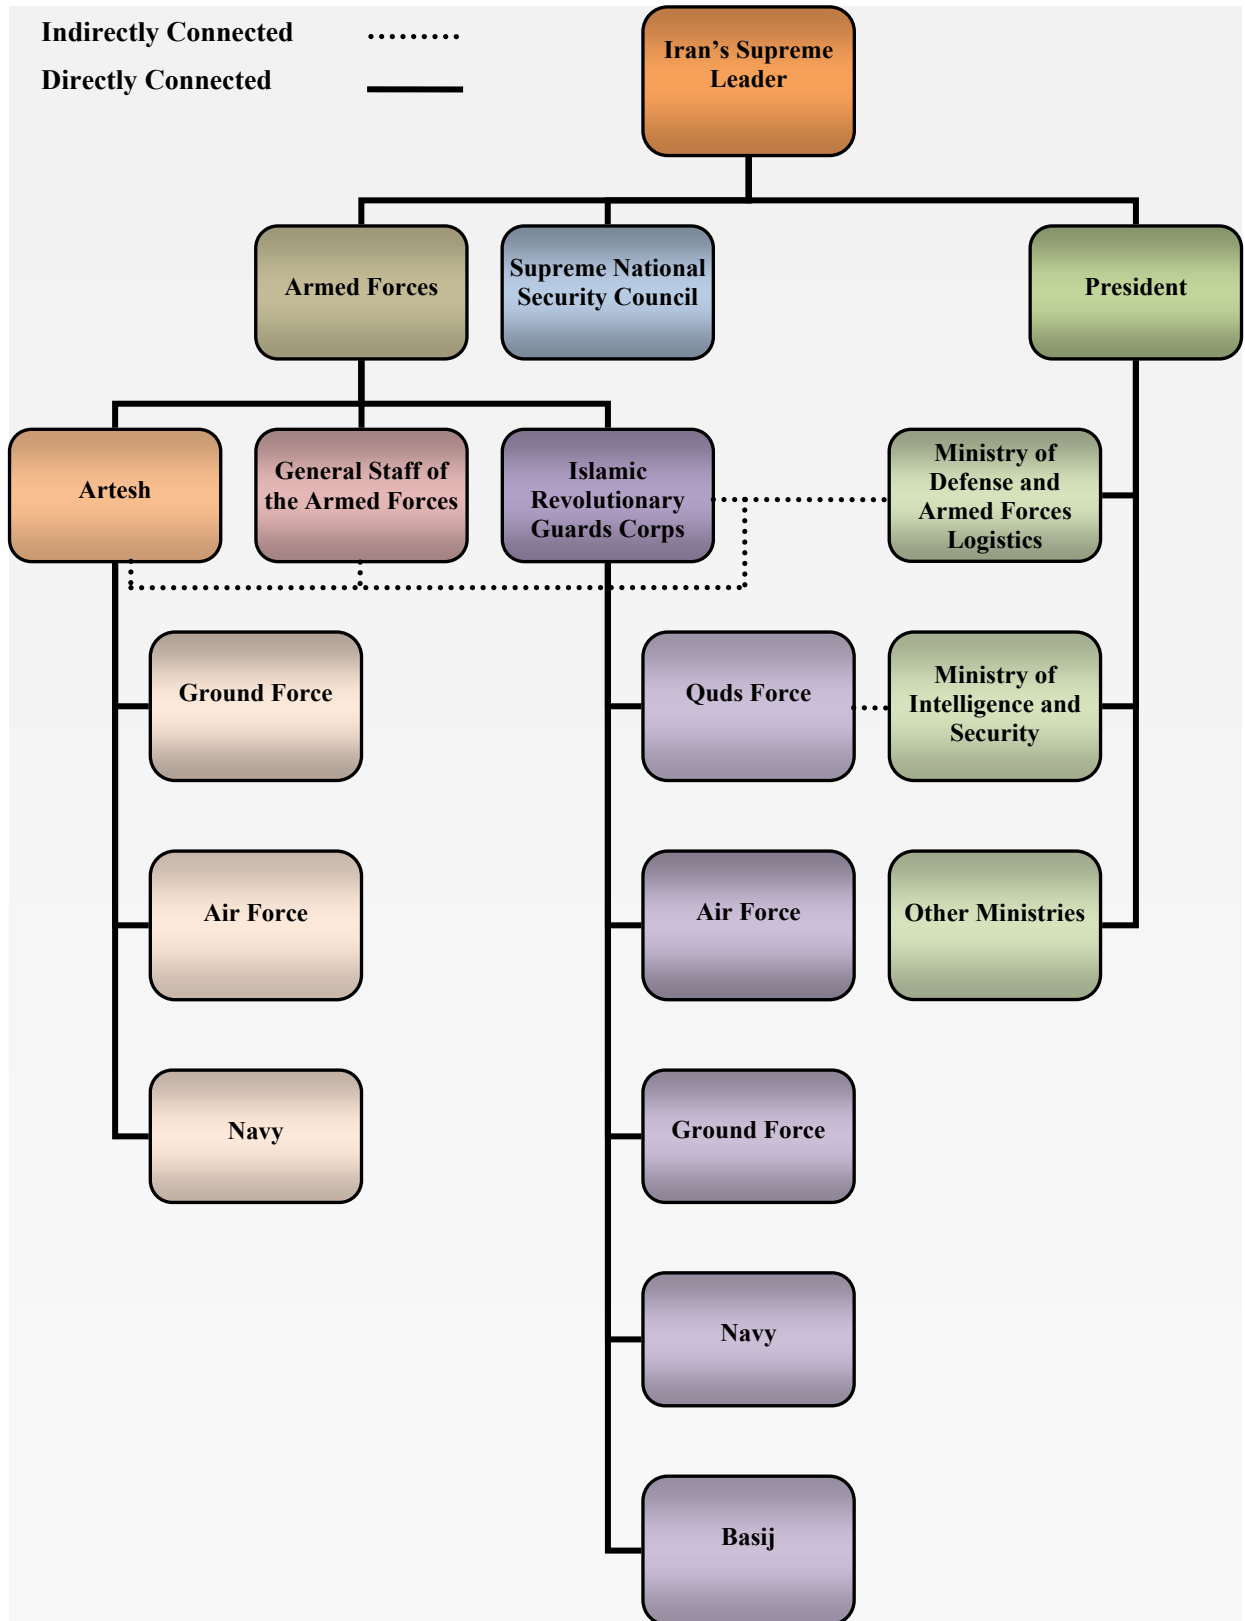 Indirectly Connected
Directly Connected
Iran’s Supreme
Leader
Armed Forces
Supreme National
Security Council
President
Artesh
General Staff of
the Armed Forces
Islamic
Revolutionary
Guards Corps
Ministry of
Defense and
Armed Forces
Logistics
Ground Force
Quds Force
Ministry of
Intelligence and
Security
Air Force
Air Force
Other Ministries
Navy
Ground Force
Navy
Basij